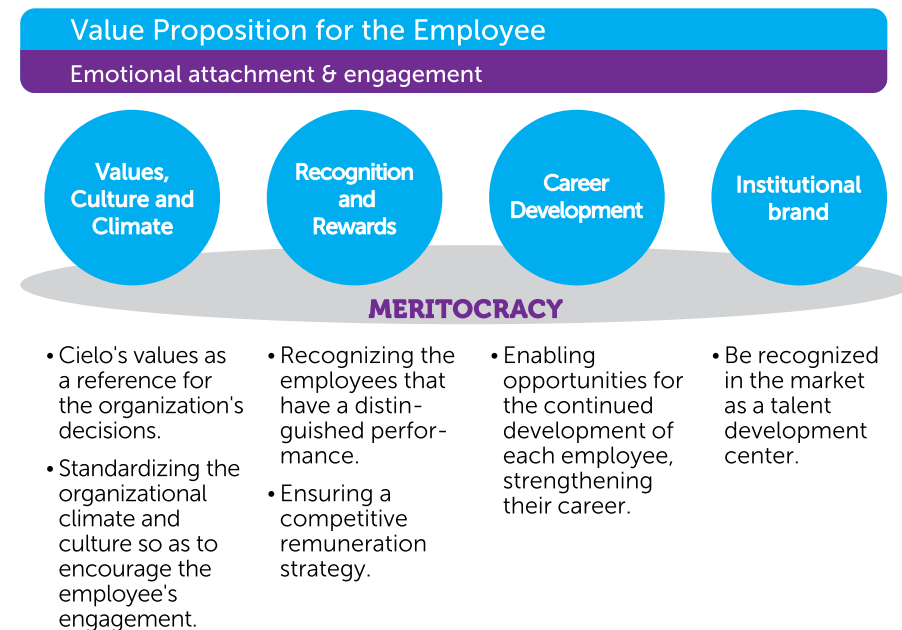 Value Proposition for the Employee
Emotional attachment & engagement
Values,
Culture and
Climate
Recognition
and
Rewards
Career
Development
Institutional
brand
MERITOCRACY
• Cielo's values as
a reference for
the organization's
decisions.
• Standardizing the
organizational
climate and
culture so as to
encourage the
employee's
engagement.
• Recognizing the
employees that
have a distin-
guished perfor-
mance.
• Ensuring a
competitive
remuneration
strategy.
• Enabling
opportunities for
the continued
development of
each employee,
strengthening
their career.
• Be recognized
in the market
as a talent
development
center.